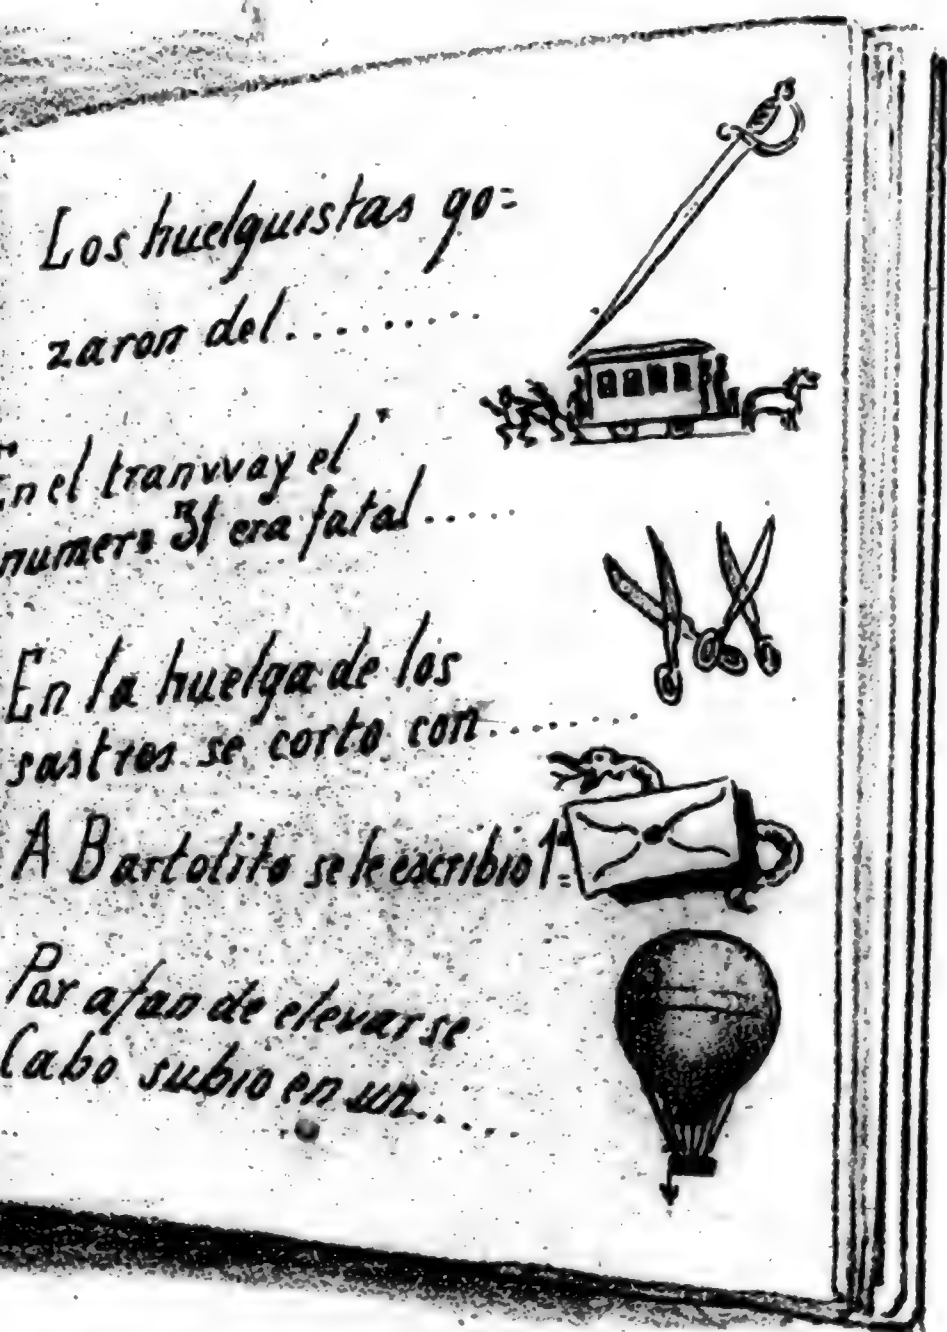 Los huelguistas go=
zaron del..........
En el tranvvay el
numero 31 era fatal.....
En la huelga de los
sastres se corto con........
A Bartolito se le escribio 1=
Por afan de elevarse
Cabo subio en un.....